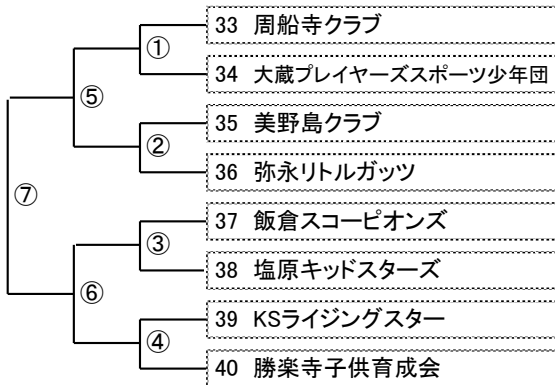 33 周船寺クラブ
①
34 大蔵プレイヤーズスポーツ少年団
⑤
35 美野島クラブ
②
36 弥永リトルガッツ
⑦
37 飯倉スコーピオンズ
③
38 塩原キッドスターズ
⑥
39 KSライジングスター
④
40 勝楽寺子供育成会